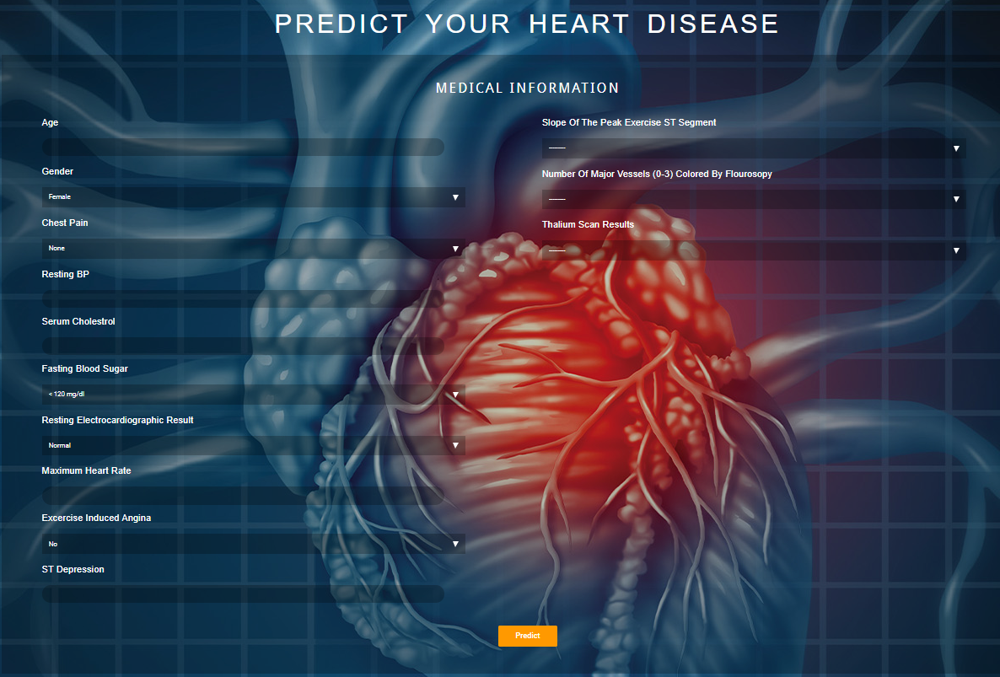 PREDICT YOUR HEART DISEASE
MEDICAL INFORMATION
Age
Gender
Female
Chest Pain
None
Resting BP
Serum Cholestrol
Fasting Blood Sugar
< 120 mg/dl
Resting Electrocardiographic Result
Normal
Maximum Heart Rate
Excercise Induced Angina
No
ST Depression
Slope Of The Peak Exercise ST Segment
-------
Number Of Major Vessels (0-3) Colored By Flourosopy
-------
Thalium Scan Results
-------
Predict